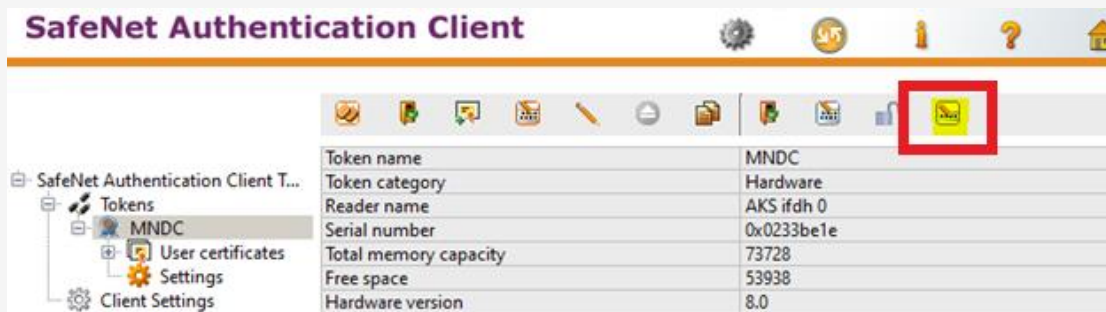 SafeNet Authentication Client
SafeNet Authentication Client T...
Tokens
MNDC
User certificates
Settings
Client Settings
Token name MNDC
Token category Hardware
Reader name AKS ifdh 0
Serial number 0x0233be1e
Total memory capacity 73728
Free space 53938
Hardware version 8.0